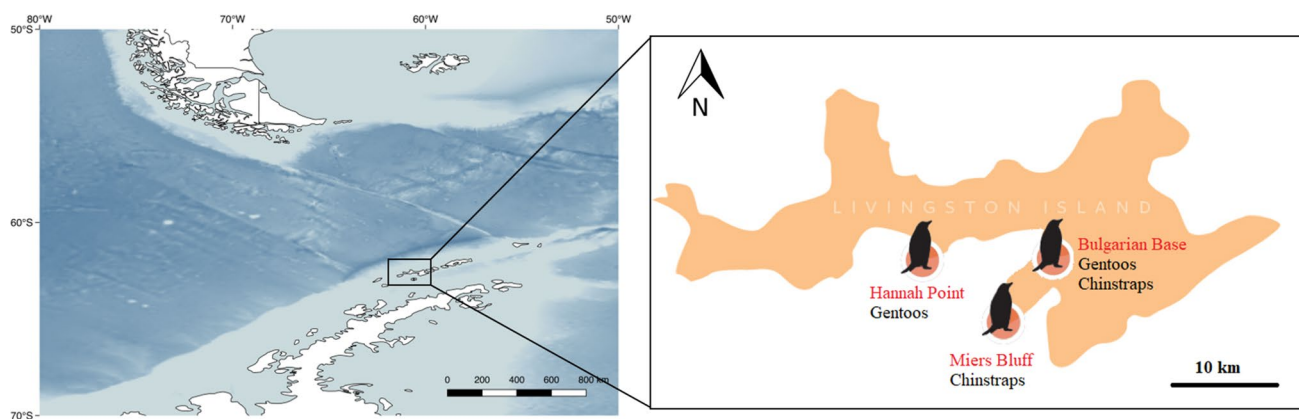 80°W
70°W
60°W
50°W
50°S
60°S
70°S
0 200 400 600 800 km
N
LIVINGSTON ISLAND
Bulgarian Base
Gentoos
Chinstraps
Hannah Point
Gentoos
Miers Bluff
Chinstraps
10 km